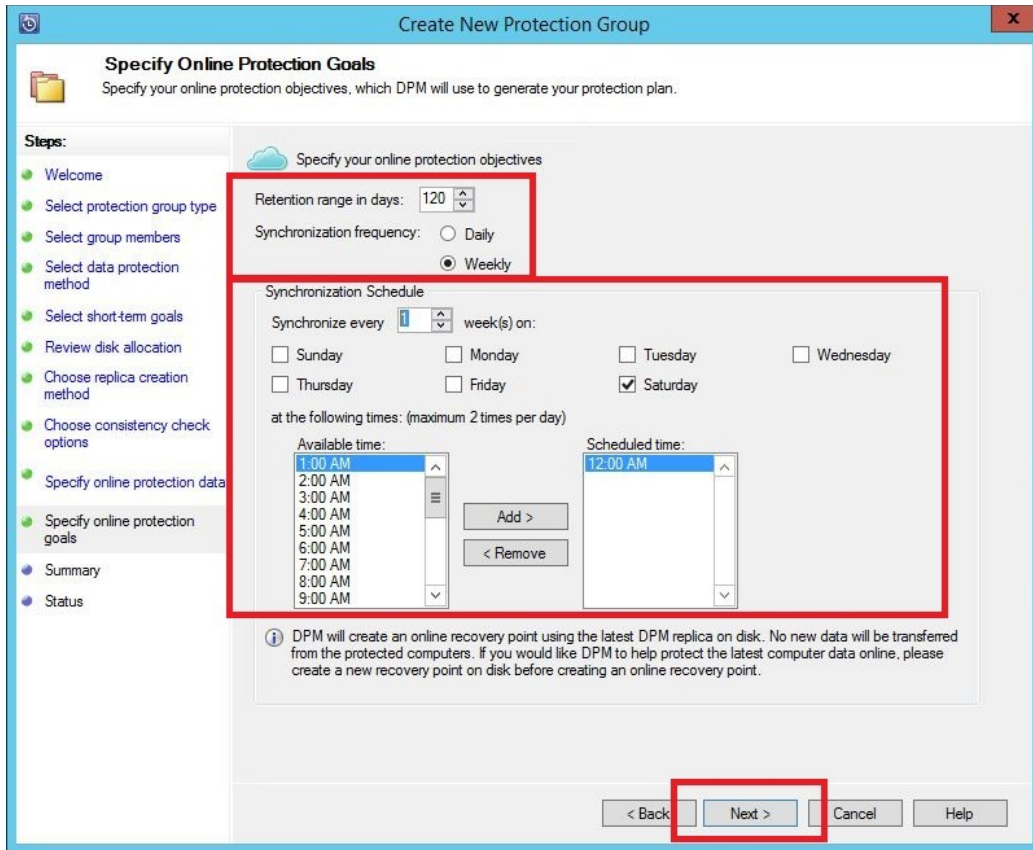 Create New Protection Group
x
Specify Online Protection Goals
Specify your online protection objectives, which DPM will use to generate your protection plan.
Steps:
Welcome
Select protection group type
Select group members
Select data protection
method
Select short-term goals
Review disk allocation
Choose replica creation
method
Choose consistency check
options
Specify online protection data
Specify online protection
goals
Summary
Status
Specify your online protection objectives
Retention range in days: 120
Synchronization frequency: Daily
Weekly
Synchronization Schedule
Synchronize every 1 week(s) on:
Sunday Monday Tuesday Wednesday
Thursday Friday Saturday
at the following times: (maximum 2 times per day)
Available time:
1:00 AM
2:00 AM
3:00 AM
4:00 AM
5:00 AM
6:00 AM
7:00 AM
8:00 AM
9:00 AM
Add >
< Remove
Scheduled time:
12:00 AM
DPM will create an online recovery point using the latest DPM replica on disk. No new data will be transferred
from the protected computers. If you would like DPM to help protect the latest computer data online, please
create a new recovery point on disk before creating an online recovery point.
< Back Next > Cancel Help